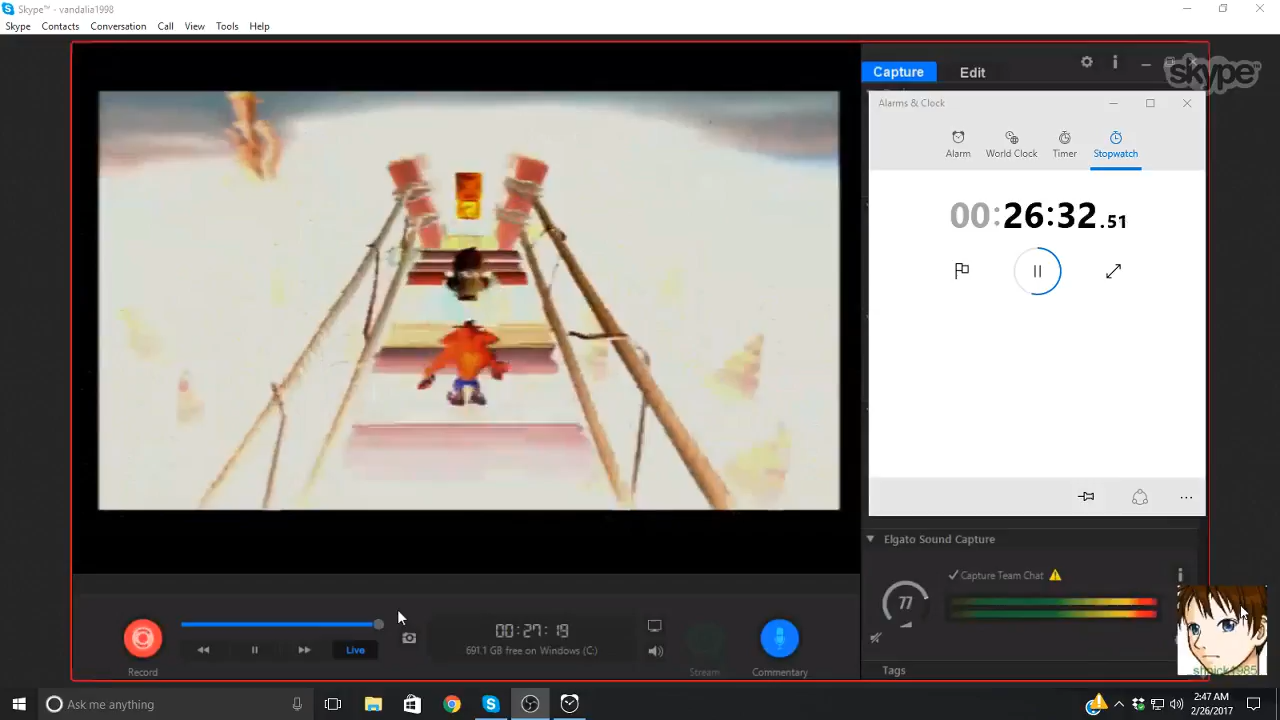 Skype™ - vandalia1998
Skype Contacts Conversation Call View Tools Help
Capture Edit
skype™
Alarms & Clock
Alarm World Clock Timer Stopwatch
00:26:32.51
Elgato Sound Capture
Capture Team Chat
77
00:27:19
691.1 GB free on Windows (C:)
Live
Record
Stream
Commentary
Tags
Ask me anything
2:47 AM
2/26/2017